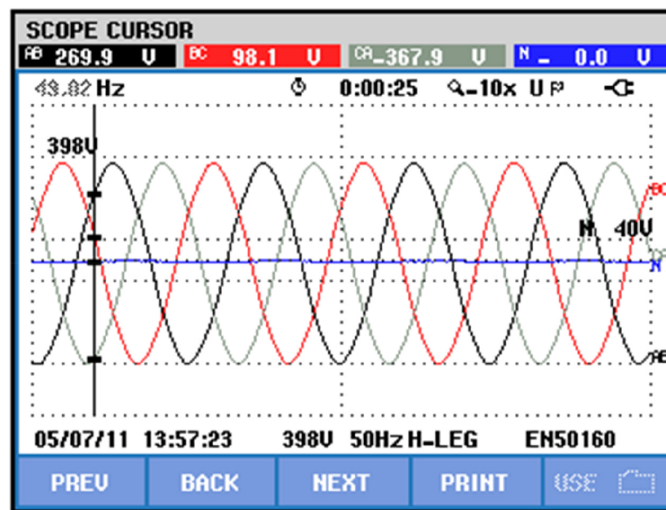 SCOPE CURSOR
AB 269.9 V BC 98.1 V CA -367.9 V N - 0.0 V
49.82 Hz 0:00:25 -10x U
398V
BC
N 40V
N
AB
05/07/11 13:57:23 398V 50Hz H-LEG EN50160
PREV BACK NEXT PRINT USE